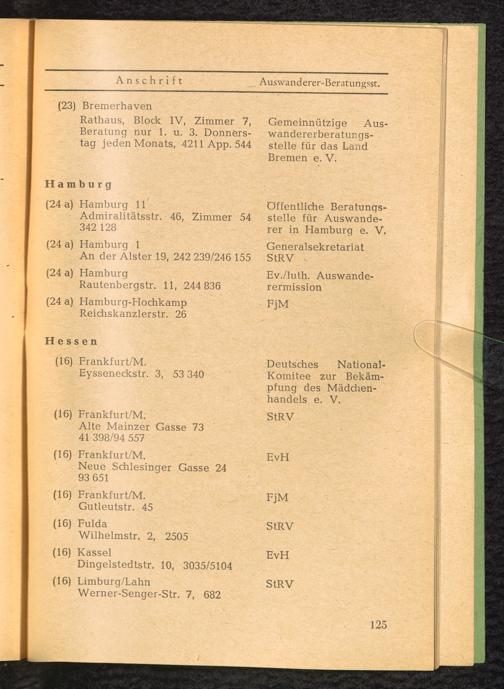 Anschrift Auswanderer-Beratungsst.
(23) Bremerhaven
Rathaus, Block IV, Zimmer 7, Gemeinnützige Aus-
Beratung nur 1. u. 3. Donners- wandererberatungs-
tag jeden Monats, 4211 App. 544 stelle für das Land
Bremen e. V.
Hamburg
(24 a) Hamburg 11 Öffentliche Beratungs-
Admiralitätsstr. 46, Zimmer 54 stelle für Auswande-
342 128 rer in Hamburg e. V.
(24 a) Hamburg 1 Generalsekretariat
An der Alster 19, 242 239/246 155 StRV
(24 a) Hamburg Ev./luth. Auswande-
Rautenbergstr. 11, 244 836 rermission
(24 a) Hamburg-Hochkamp FjM
Reichskanzlerstr. 26
Hessen
(16) Frankfurt/M. Deutsches National-
Eysseneckstr. 3, 53 340 Komitee zur Bekäm-
pfung des Mädchen-
handels e. V.
(16) Frankfurt/M. StRV
Alte Mainzer Gasse 73
41 398/94 557
(16) Frankfurt/M. EvH
Neue Schlesinger Gasse 24
93 651
(16) Frankfurt/M. FjM
Gutleutstr. 45
(16) Fulda StRV
Wilhelmstr. 2, 2505
(16) Kassel EvH
Dingelstedtstr. 10, 3035/5104
(16) Limburg/Lahn StRV
Werner-Senger-Str. 7, 682
125